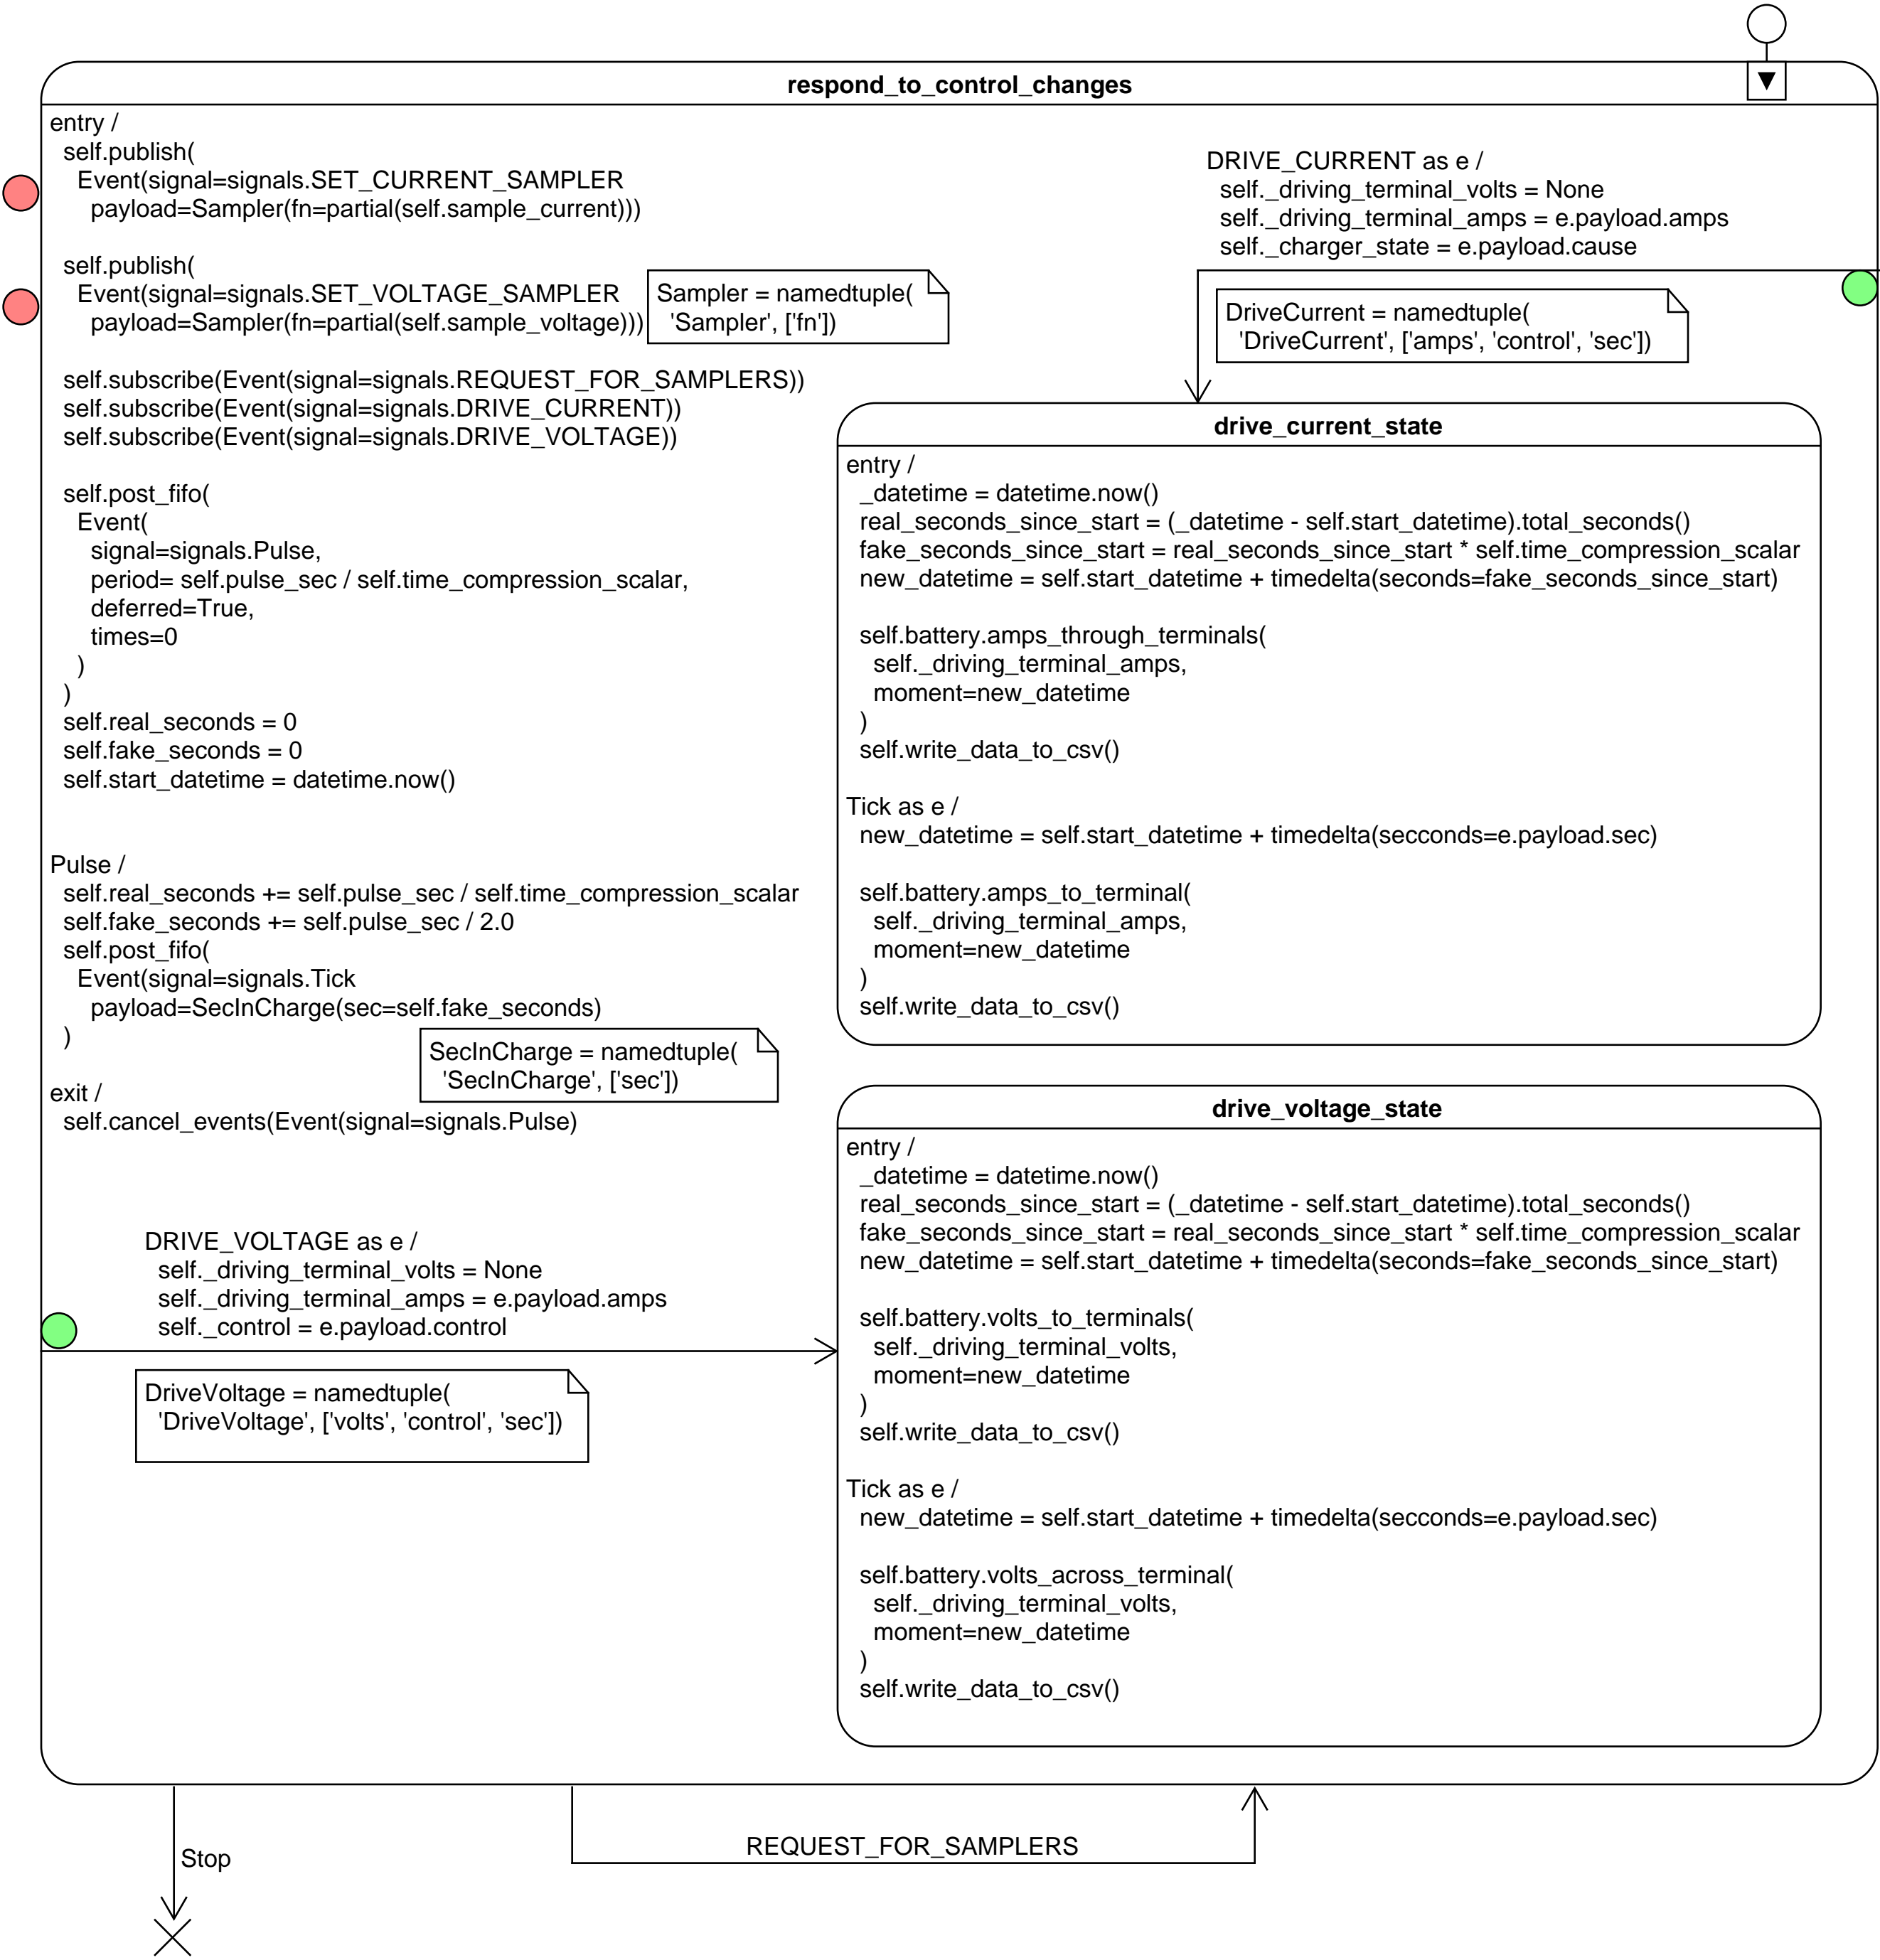 respond_to_control_changes
entry /
self.publish(
Event(signal=signals.SET_CURRENT_SAMPLER
payload=Sampler(fn=partial(self.sample_current)))
self.publish(
Event(signal=signals.SET_VOLTAGE_SAMPLER
payload=Sampler(fn=partial(self.sample_voltage)))
Sampler = namedtuple(
'Sampler', ['fn'])
self.subscribe(Event(signal=signals.REQUEST_FOR_SAMPLERS))
self.subscribe(Event(signal=signals.DRIVE_CURRENT))
self.subscribe(Event(signal=signals.DRIVE_VOLTAGE))
self.post_fifo(
Event(
signal=signals.Pulse,
period= self.pulse_sec / self.time_compression_scalar,
deferred=True,
times=0
)
)
self.real_seconds = 0
self.fake_seconds = 0
self.start_datetime = datetime.now()
Pulse /
self.real_seconds += self.pulse_sec / self.time_compression_scalar
self.fake_seconds += self.pulse_sec / 2.0
self.post_fifo(
Event(signal=signals.Tick
payload=SecInCharge(sec=self.fake_seconds)
)
SecInCharge = namedtuple(
'SecInCharge', ['sec'])
exit /
self.cancel_events(Event(signal=signals.Pulse)
DRIVE_CURRENT as e /
self._driving_terminal_volts = None
self._driving_terminal_amps = e.payload.amps
self._charger_state = e.payload.cause
DriveCurrent = namedtuple(
'DriveCurrent', ['amps', 'control', 'sec'])
drive_current_state
entry /
_datetime = datetime.now()
real_seconds_since_start = (_datetime - self.start_datetime).total_seconds()
fake_seconds_since_start = real_seconds_since_start * self.time_compression_scalar
new_datetime = self.start_datetime + timedelta(seconds=fake_seconds_since_start)
self.battery.amps_through_terminals(
self._driving_terminal_amps,
moment=new_datetime
)
self.write_data_to_csv()
Tick as e /
new_datetime = self.start_datetime + timedelta(secconds=e.payload.sec)
self.battery.amps_to_terminal(
self._driving_terminal_amps,
moment=new_datetime
)
self.write_data_to_csv()
DRIVE_VOLTAGE as e /
self._driving_terminal_volts = None
self._driving_terminal_amps = e.payload.amps
self._control = e.payload.control
DriveVoltage = namedtuple(
'DriveVoltage', ['volts', 'control', 'sec'])
drive_voltage_state
entry /
_datetime = datetime.now()
real_seconds_since_start = (_datetime - self.start_datetime).total_seconds()
fake_seconds_since_start = real_seconds_since_start * self.time_compression_scalar
new_datetime = self.start_datetime + timedelta(seconds=fake_seconds_since_start)
self.battery.volts_to_terminals(
self._driving_terminal_volts,
moment=new_datetime
)
self.write_data_to_csv()
Tick as e /
new_datetime = self.start_datetime + timedelta(secconds=e.payload.sec)
self.battery.volts_across_terminal(
self._driving_terminal_volts,
moment=new_datetime
)
self.write_data_to_csv()
Stop
REQUEST_FOR_SAMPLERS